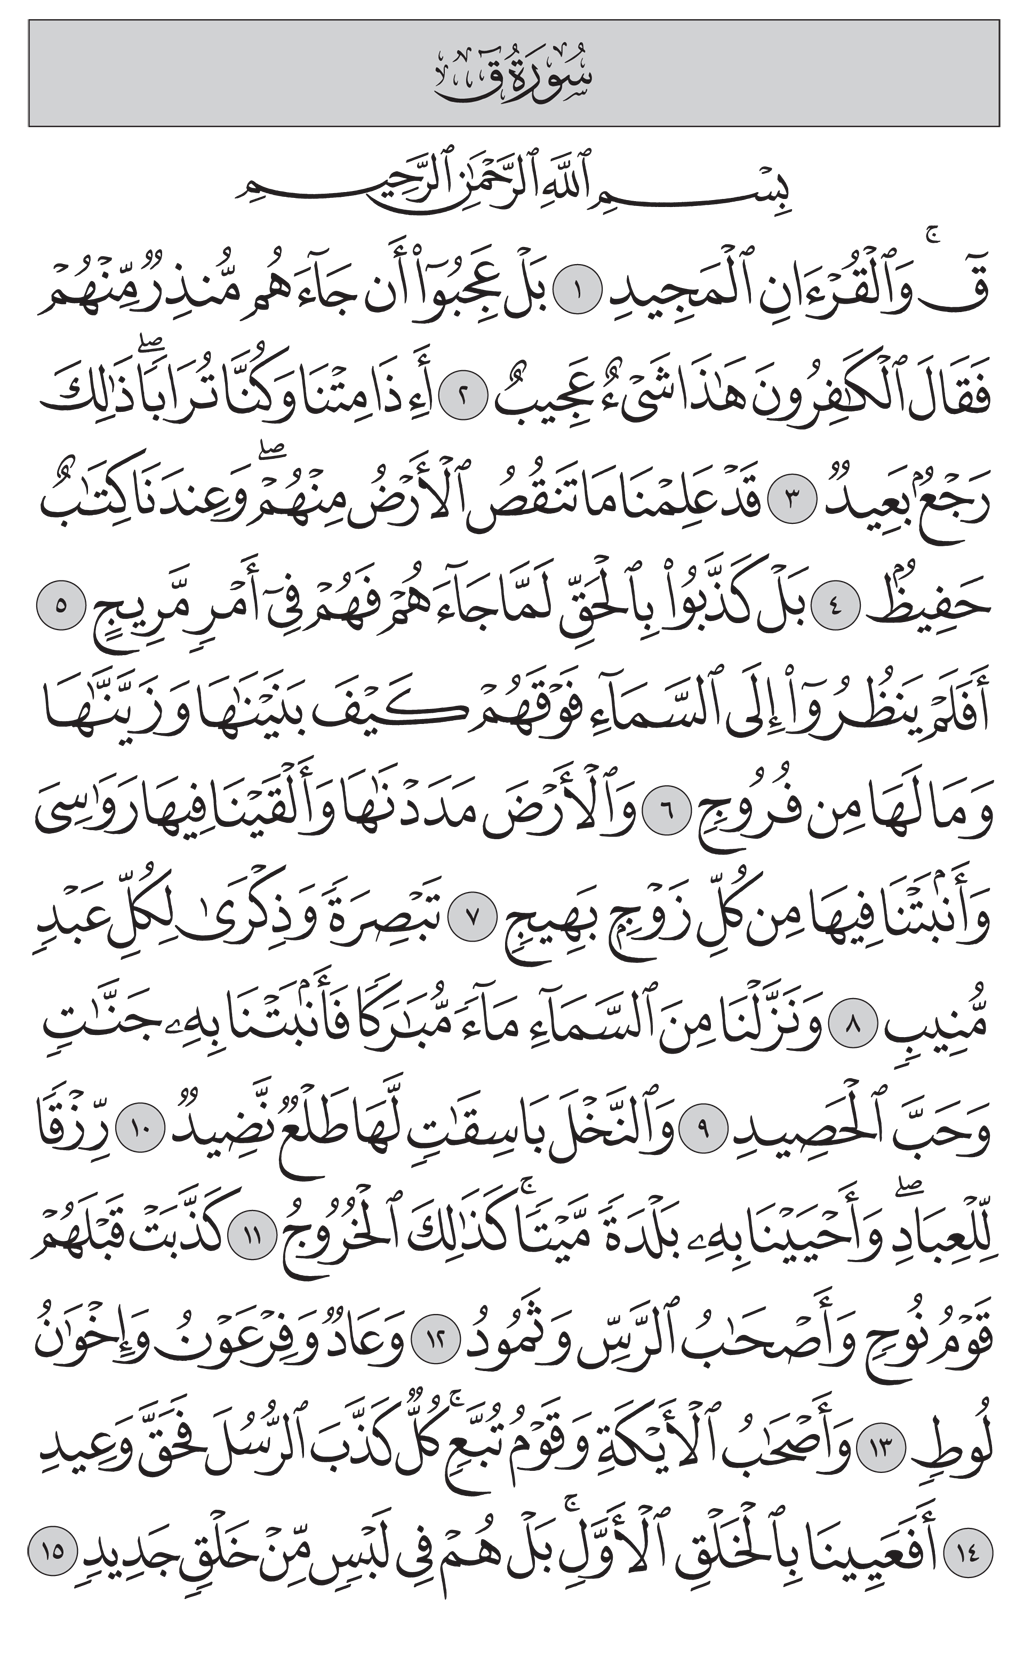 سُورَةُ قٓ
بِسْمِ ٱللَّهِ ٱلرَّحْمَٰنِ ٱلرَّحِيمِ
قٓۚ وَٱلْقُرْءَانِ ٱلْمَجِيدِ ١ بَلْ عَجِبُوٓا۟ أَن جَآءَهُم مُّنذِرٌ مِّنْهُمْ
فَقَالَ ٱلْكَٰفِرُونَ هَٰذَا شَىْءٌ عَجِيبٌ ٢ أَءِذَا مِتْنَا وَكُنَّا تُرَابًاۖ ذَٰلِكَ
رَجْعٌۢ بَعِيدٌ ٣ قَدْ عَلِمْنَا مَا تَنقُصُ ٱلْأَرْضُ مِنْهُمْۖ وَعِندَنَا كِتَٰبٌ
حَفِيظٌۢ ٤ بَلْ كَذَّبُوا۟ بِٱلْحَقِّ لَمَّا جَآءَهُمْ فَهُمْ فِىٓ أَمْرٍ مَّرِيجٍ ٥
أَفَلَمْ يَنظُرُوٓا۟ إِلَى ٱلسَّمَآءِ فَوْقَهُمْ كَيْفَ بَنَيْنَٰهَا وَزَيَّنَّٰهَا
وَمَا لَهَا مِن فُرُوجٍ ٦ وَٱلْأَرْضَ مَدَدْنَٰهَا وَأَلْقَيْنَا فِيهَا رَوَٰسِىَ
وَأَنۢبَتْنَا فِيهَا مِن كُلِّ زَوْجٍۭ بَهِيجٍ ٧ تَبْصِرَةً وَذِكْرَىٰ لِكُلِّ عَبْدٍ
مُّنِيبٍ ٨ وَنَزَّلْنَا مِنَ ٱلسَّمَآءِ مَآءً مُّبَٰرَكًا فَأَنۢبَتْنَا بِهِۦ جَنَّٰتٍ
وَحَبَّ ٱلْحَصِيدِ ٩ وَٱلنَّخْلَ بَاسِقَٰتٍ لَّهَا طَلْعٌ نَّضِيدٌ ١٠ رِّزْقًا
لِّلْعِبَادِۖ وَأَحْيَيْنَا بِهِۦ بَلْدَةً مَّيْتًاۚ كَذَٰلِكَ ٱلْخُرُوجُ ١١ كَذَّبَتْ قَبْلَهُمْ
قَوْمُ نُوحٍ وَأَصْحَٰبُ ٱلرَّسِّ وَثَمُودُ ١٢ وَعَادٌ وَفِرْعَوْنُ وَإِخْوَٰنُ
لُوطٍ ١٣ وَأَصْحَٰبُ ٱلْأَيْكَةِ وَقَوْمُ تُبَّعٍۚ كُلٌّ كَذَّبَ ٱلرُّسُلَ فَحَقَّ وَعِيدِ
١٤ أَفَعَيِينَا بِٱلْخَلْقِ ٱلْأَوَّلِۚ بَلْ هُمْ فِى لَبْسٍ مِّنْ خَلْقٍ جَدِيدٍ ١٥